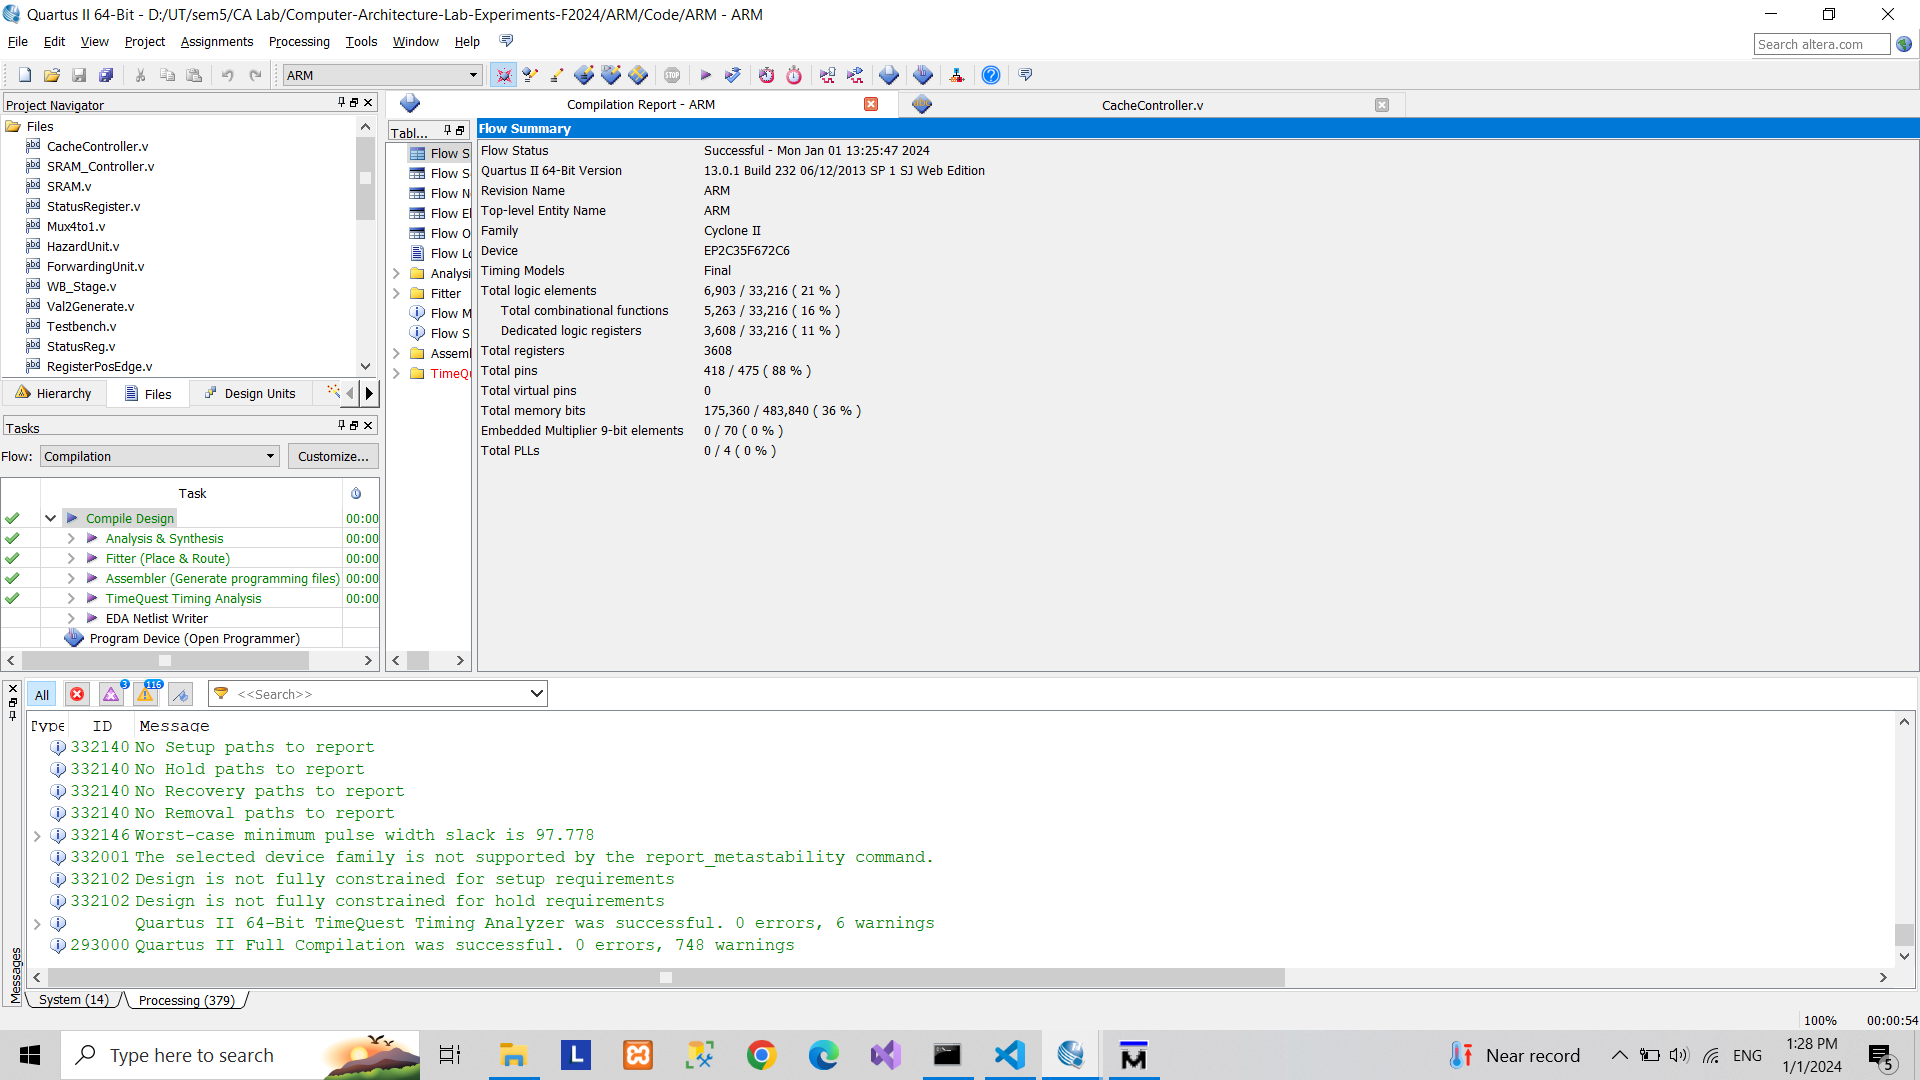 Quartus II 64-Bit - D:/UT/sem5/CA Lab/Computer-Architecture-Lab-Experiments-F2024/ARM/Code/ARM - ARM
File Edit View Project Assignments Processing Tools Window Help
Search altera.com
ARM
Project Navigator
Files
CacheController.v
SRAM_Controller.v
SRAM.v
StatusRegister.v
Mux4to1.v
HazardUnit.v
ForwardingUnit.v
WB_Stage.v
Val2Generate.v
Testbench.v
StatusReg.v
RegisterPosEdge.v
Hierarchy Files Design Units
Tasks
Flow: Compilation Customize...
Task
Compile Design 00:00
Analysis & Synthesis 00:00
Fitter (Place & Route) 00:00
Assembler (Generate programming files) 00:00
TimeQuest Timing Analysis 00:00
EDA Netlist Writer
Program Device (Open Programmer)
Compilation Report - ARM CacheController.v
Tabl...
Flow S
Flow Se
Flow N
Flow El
Flow O
Flow Lo
Analysi
Fitter
Flow M
Flow S
Assem
TimeQu
Flow Summary
Flow Status Successful - Mon Jan 01 13:25:47 2024
Quartus II 64-Bit Version 13.0.1 Build 232 06/12/2013 SP 1 SJ Web Edition
Revision Name ARM
Top-level Entity Name ARM
Family Cyclone II
Device EP2C35F672C6
Timing Models Final
Total logic elements 6,903 / 33,216 ( 21 % )
Total combinational functions 5,263 / 33,216 ( 16 % )
Dedicated logic registers 3,608 / 33,216 ( 11 % )
Total registers 3608
Total pins 418 / 475 ( 88 % )
Total virtual pins 0
Total memory bits 175,360 / 483,840 ( 36 % )
Embedded Multiplier 9-bit elements 0 / 70 ( 0 % )
Total PLLs 0 / 4 ( 0 % )
All 3 116 <<Search>>
Type ID Message
332140 No Setup paths to report
332140 No Hold paths to report
332140 No Recovery paths to report
332140 No Removal paths to report
332146 Worst-case minimum pulse width slack is 97.778
332001 The selected device family is not supported by the report_metastability command.
332102 Design is not fully constrained for setup requirements
332102 Design is not fully constrained for hold requirements
Quartus II 64-Bit TimeQuest Timing Analyzer was successful. 0 errors, 6 warnings
293000 Quartus II Full Compilation was successful. 0 errors, 748 warnings
Messages
System (14) Processing (379)
100% 00:00:54
Type here to search
Near record
ENG
1:28 PM
1/1/2024
5